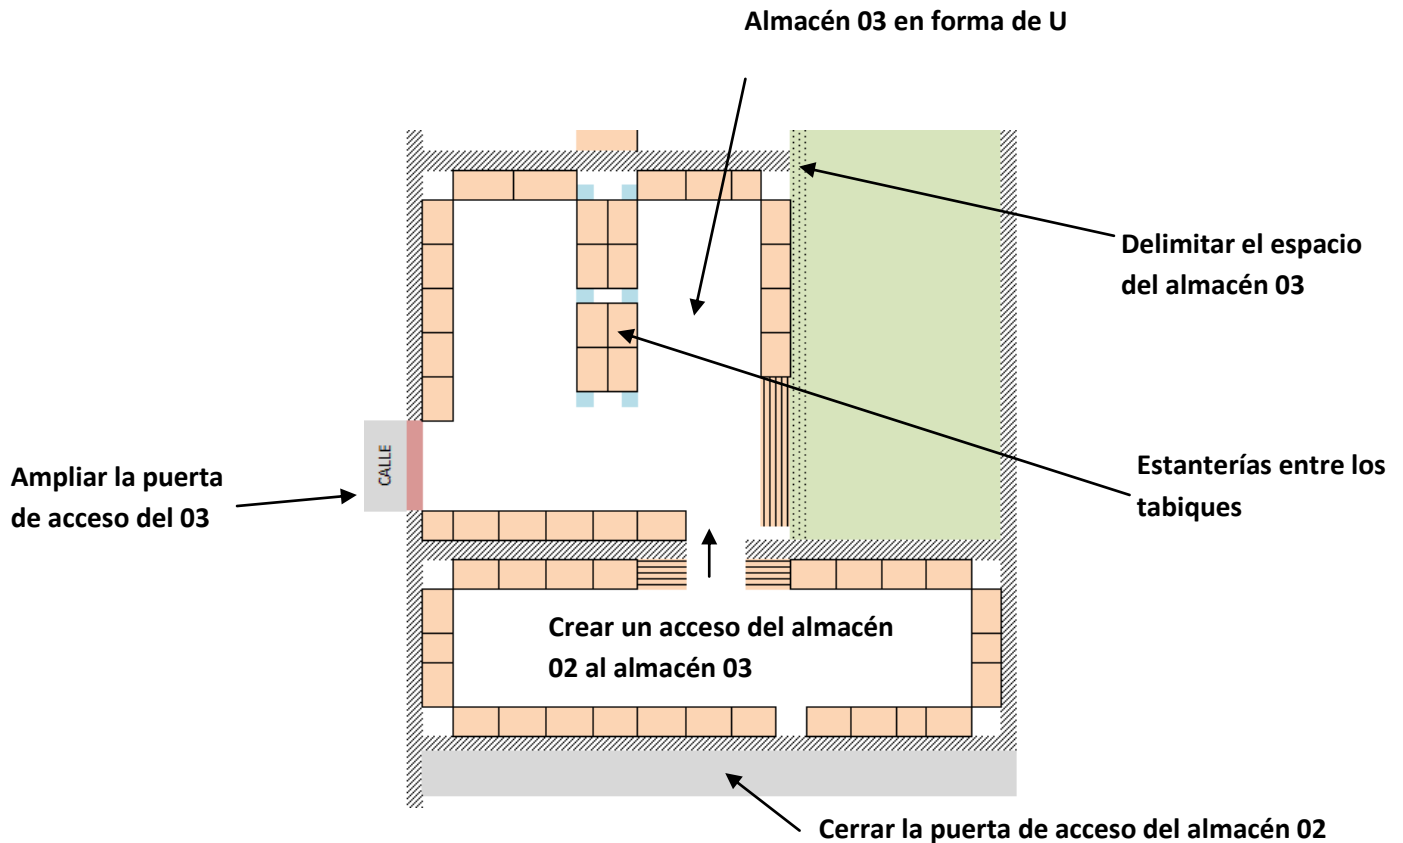 Almacén 03 en forma de U
Delimitar el espacio
del almacén 03
CALLE
Ampliar la puerta
de acceso del 03
Estanterías entre los
tabiques
Crear un acceso del almacén
02 al almacén 03
Cerrar la puerta de acceso del almacén 02